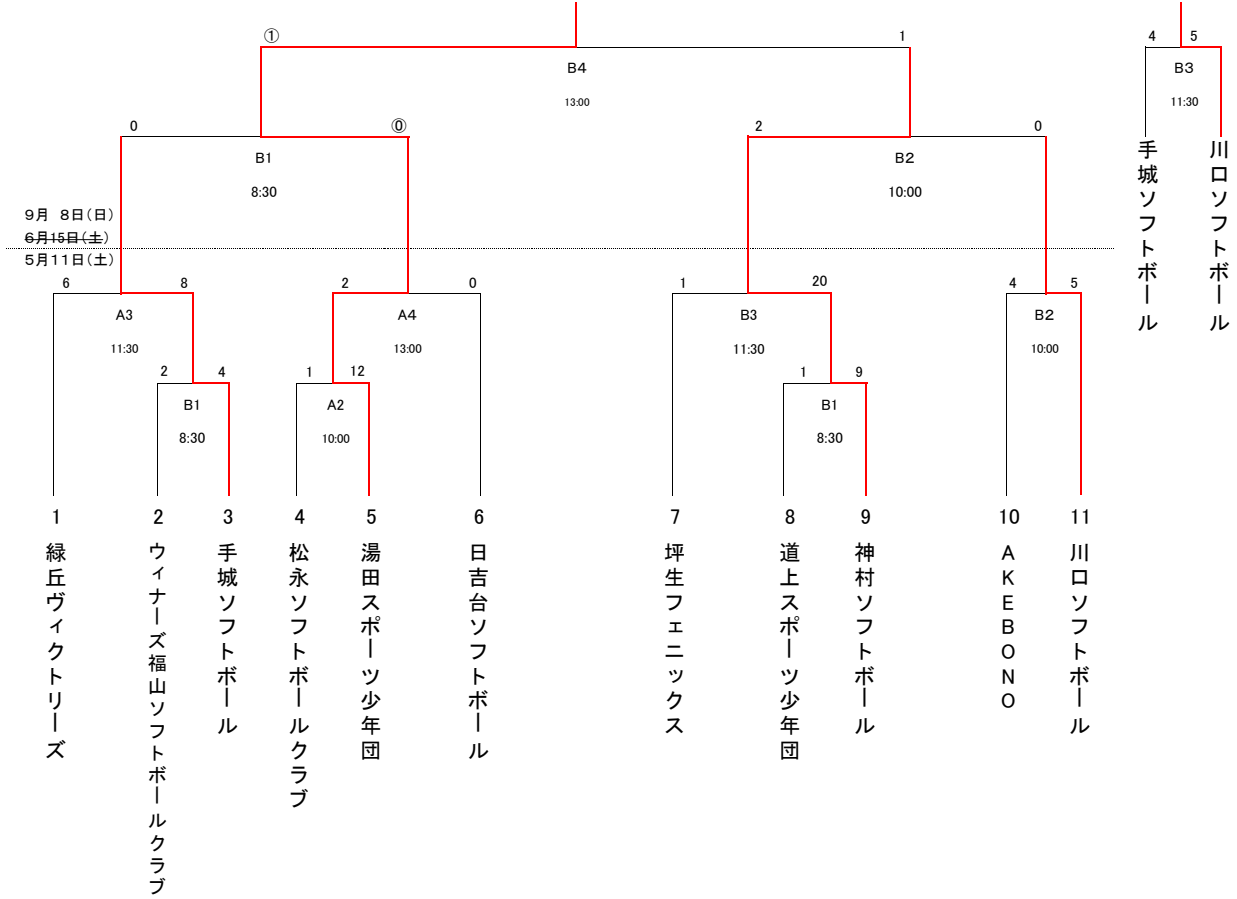 ① 1 4 5
B4 B3
13:00 11:30
0 ⓪ 2 0
B1 B2
8:30 10:00
手城ソフトボール
川口ソフトボール
9月 8日(日)
6月15日(土)
5月11日(土)
6 8 2 0 1 20 4 5
A3 A4 B3 B2
11:30 13:00 11:30 10:00
2 4 1 12 1 9
B1 A2 B1
8:30 10:00 8:30
1 2 3 4 5 6 7 8 9 10 11
緑丘ヴィクトリーズ
ウィナーズ福山ソフトボールクラブ
手城ソフトボール
松永ソフトボールクラブ
湯田スポーツ少年団
日吉台ソフトボール
坪生フェニックス
道上スポーツ少年団
神村ソフトボール
AKEBONO
川口ソフトボール